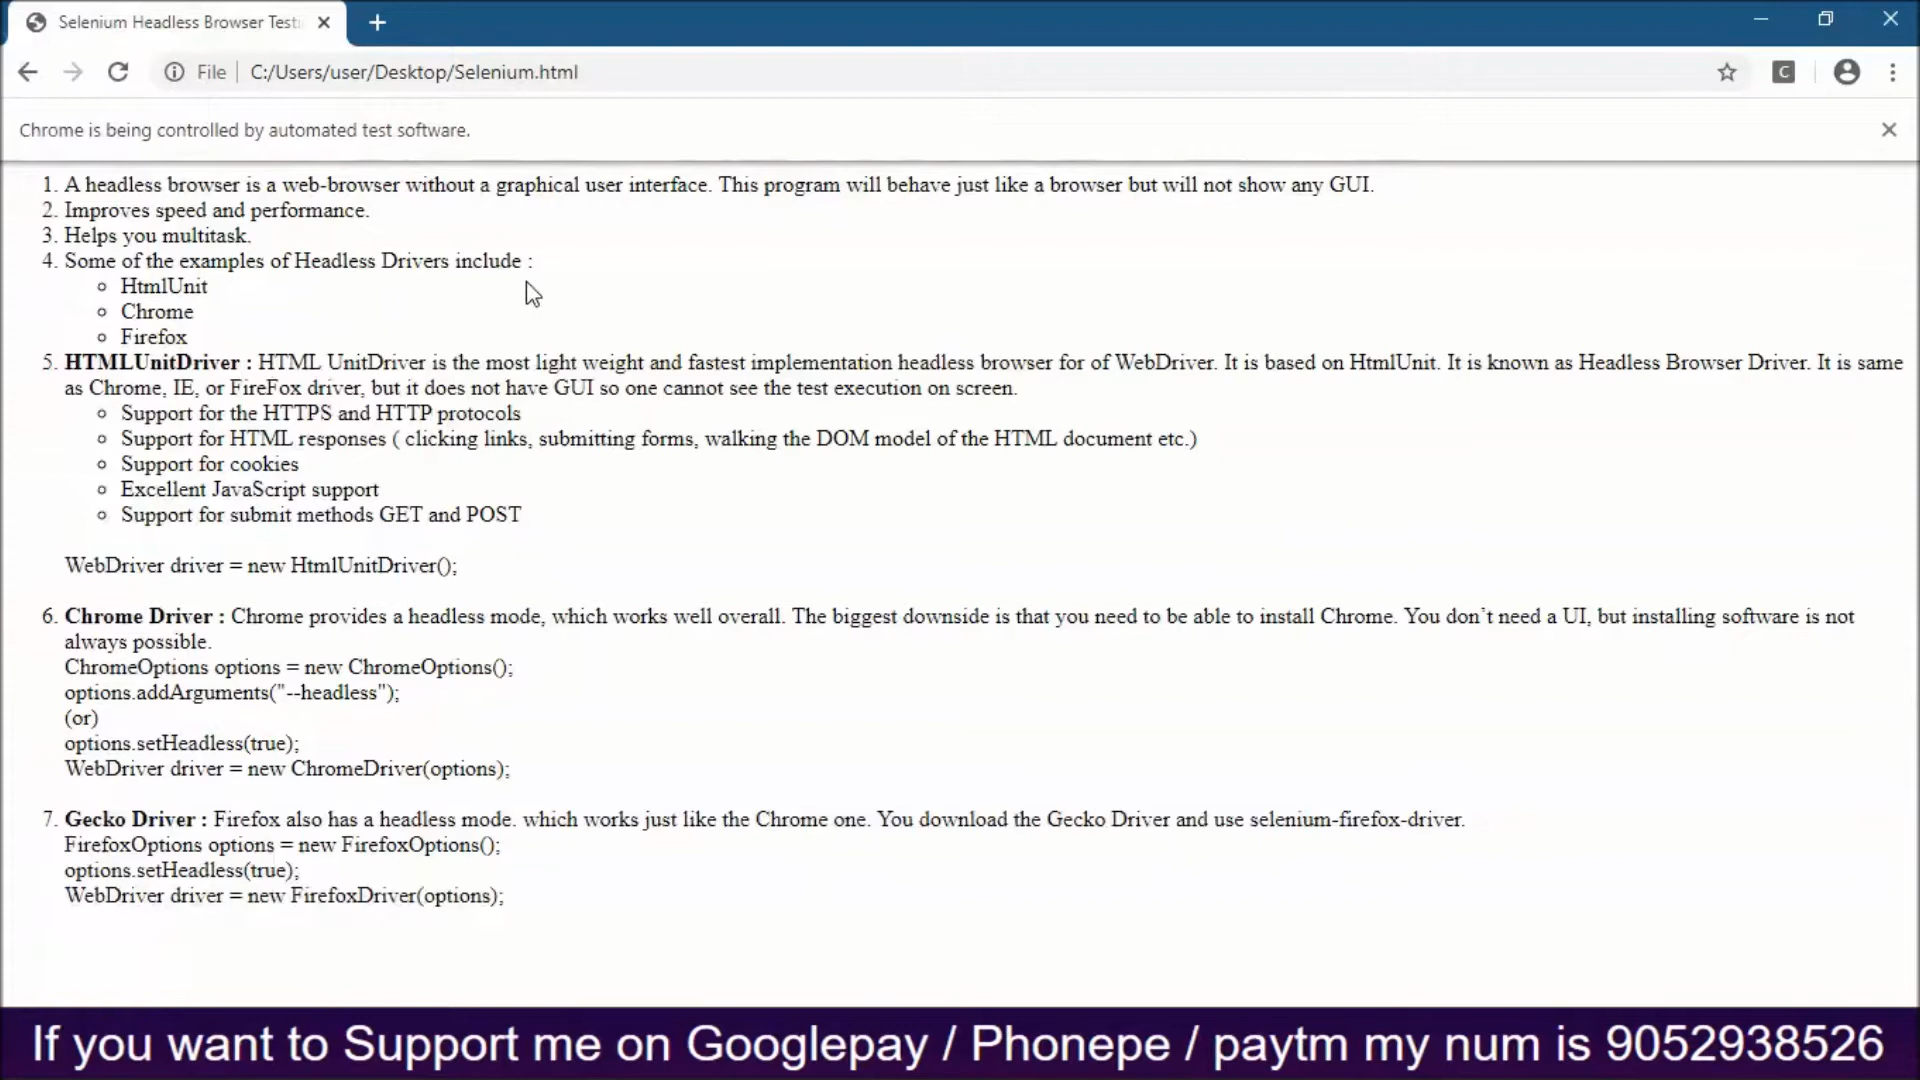 Selenium Headless Browser Testi
File
C:/Users/user/Desktop/Selenium.html
C
Chrome is being controlled by automated test software.
1. A headless browser is a web-browser without a graphical user interface. This program will behave just like a browser but will not show any GUI.
2. Improves speed and performance.
3. Helps you multitask.
4. Some of the examples of Headless Drivers include :
HtmlUnit
Chrome
Firefox
5. HTMLUnitDriver : HTML UnitDriver is the most light weight and fastest implementation headless browser for of WebDriver. It is based on HtmlUnit. It is known as Headless Browser Driver. It is same
as Chrome, IE, or FireFox driver, but it does not have GUI so one cannot see the test execution on screen.
Support for the HTTPS and HTTP protocols
Support for HTML responses ( clicking links, submitting forms, walking the DOM model of the HTML document etc.)
Support for cookies
Excellent JavaScript support
Support for submit methods GET and POST
WebDriver driver = new HtmlUnitDriver();
6. Chrome Driver : Chrome provides a headless mode, which works well overall. The biggest downside is that you need to be able to install Chrome. You don’t need a UI, but installing software is not
always possible.
ChromeOptions options = new ChromeOptions();
options.addArguments("--headless");
(or)
options.setHeadless(true);
WebDriver driver = new ChromeDriver(options);
7. Gecko Driver : Firefox also has a headless mode. which works just like the Chrome one. You download the Gecko Driver and use selenium-firefox-driver.
FirefoxOptions options = new FirefoxOptions();
options.setHeadless(true);
WebDriver driver = new FirefoxDriver(options);
If you want to Support me on Googlepay / Phonepe / paytm my num is 9052938526